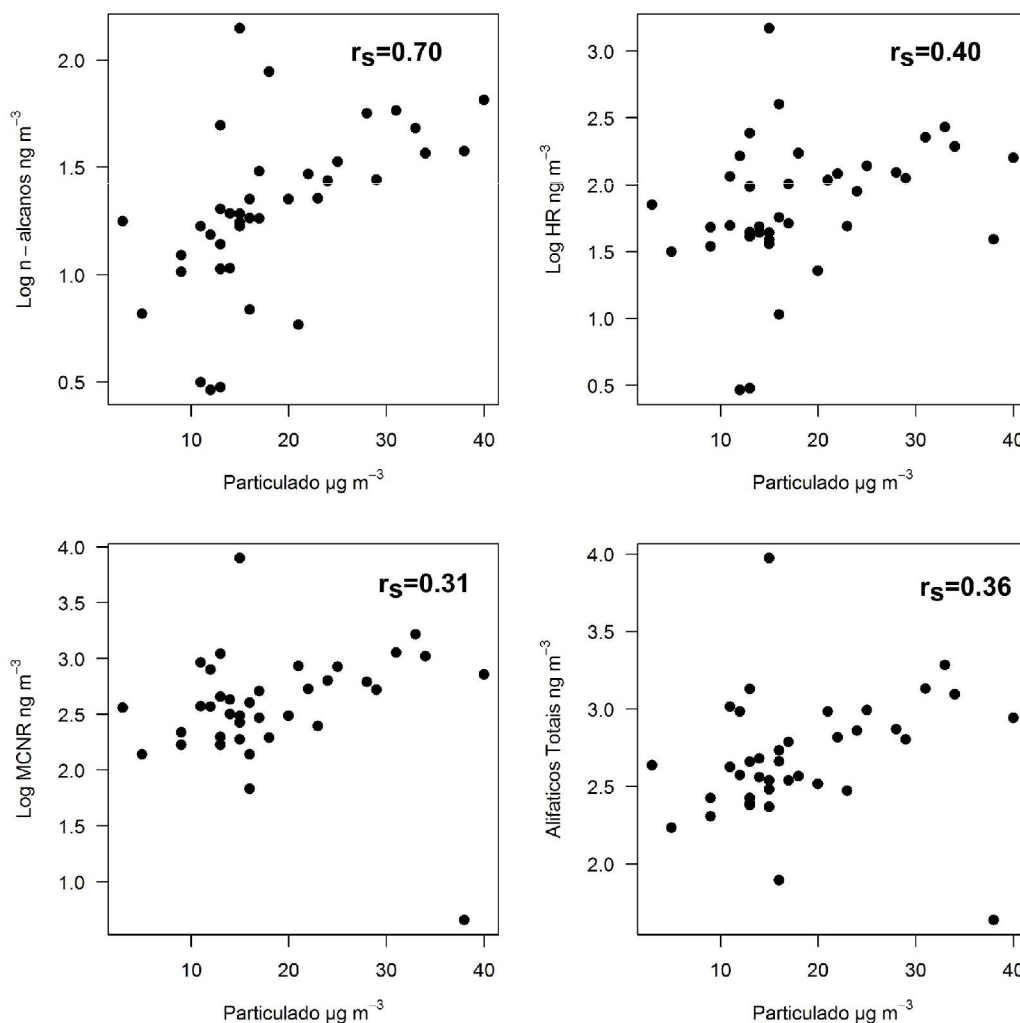 rS=0.70
2.0
1.5
1.0
0.5
Log n − alcanos ng m−3
10 20 30 40
Particulado µg m−3
rS=0.40
3.0
2.5
2.0
1.5
1.0
0.5
Log HR ng m−3
10 20 30 40
Particulado µg m−3
rS=0.31
4.0
3.5
3.0
2.5
2.0
1.5
1.0
Log MCNR ng m−3
10 20 30 40
Particulado µg m−3
rS=0.36
4.0
3.5
3.0
2.5
2.0
Alifaticos Totais ng m−3
10 20 30 40
Particulado µg m−3